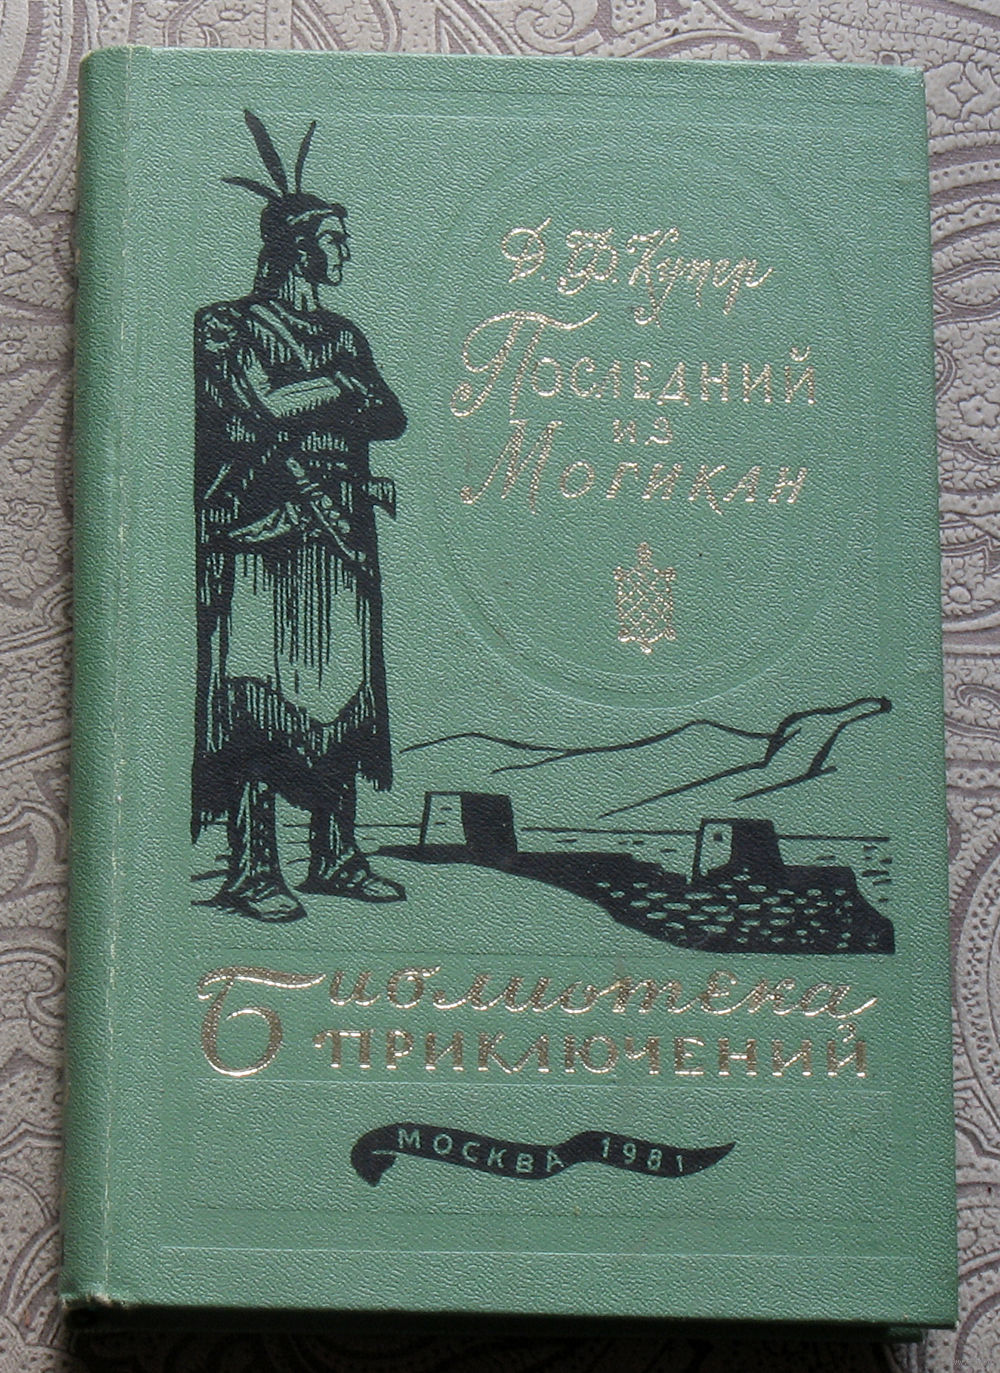 Д. Ф. Купер
Последний
из
Могикан
Библиотека
приключений
МОСКВА 1981